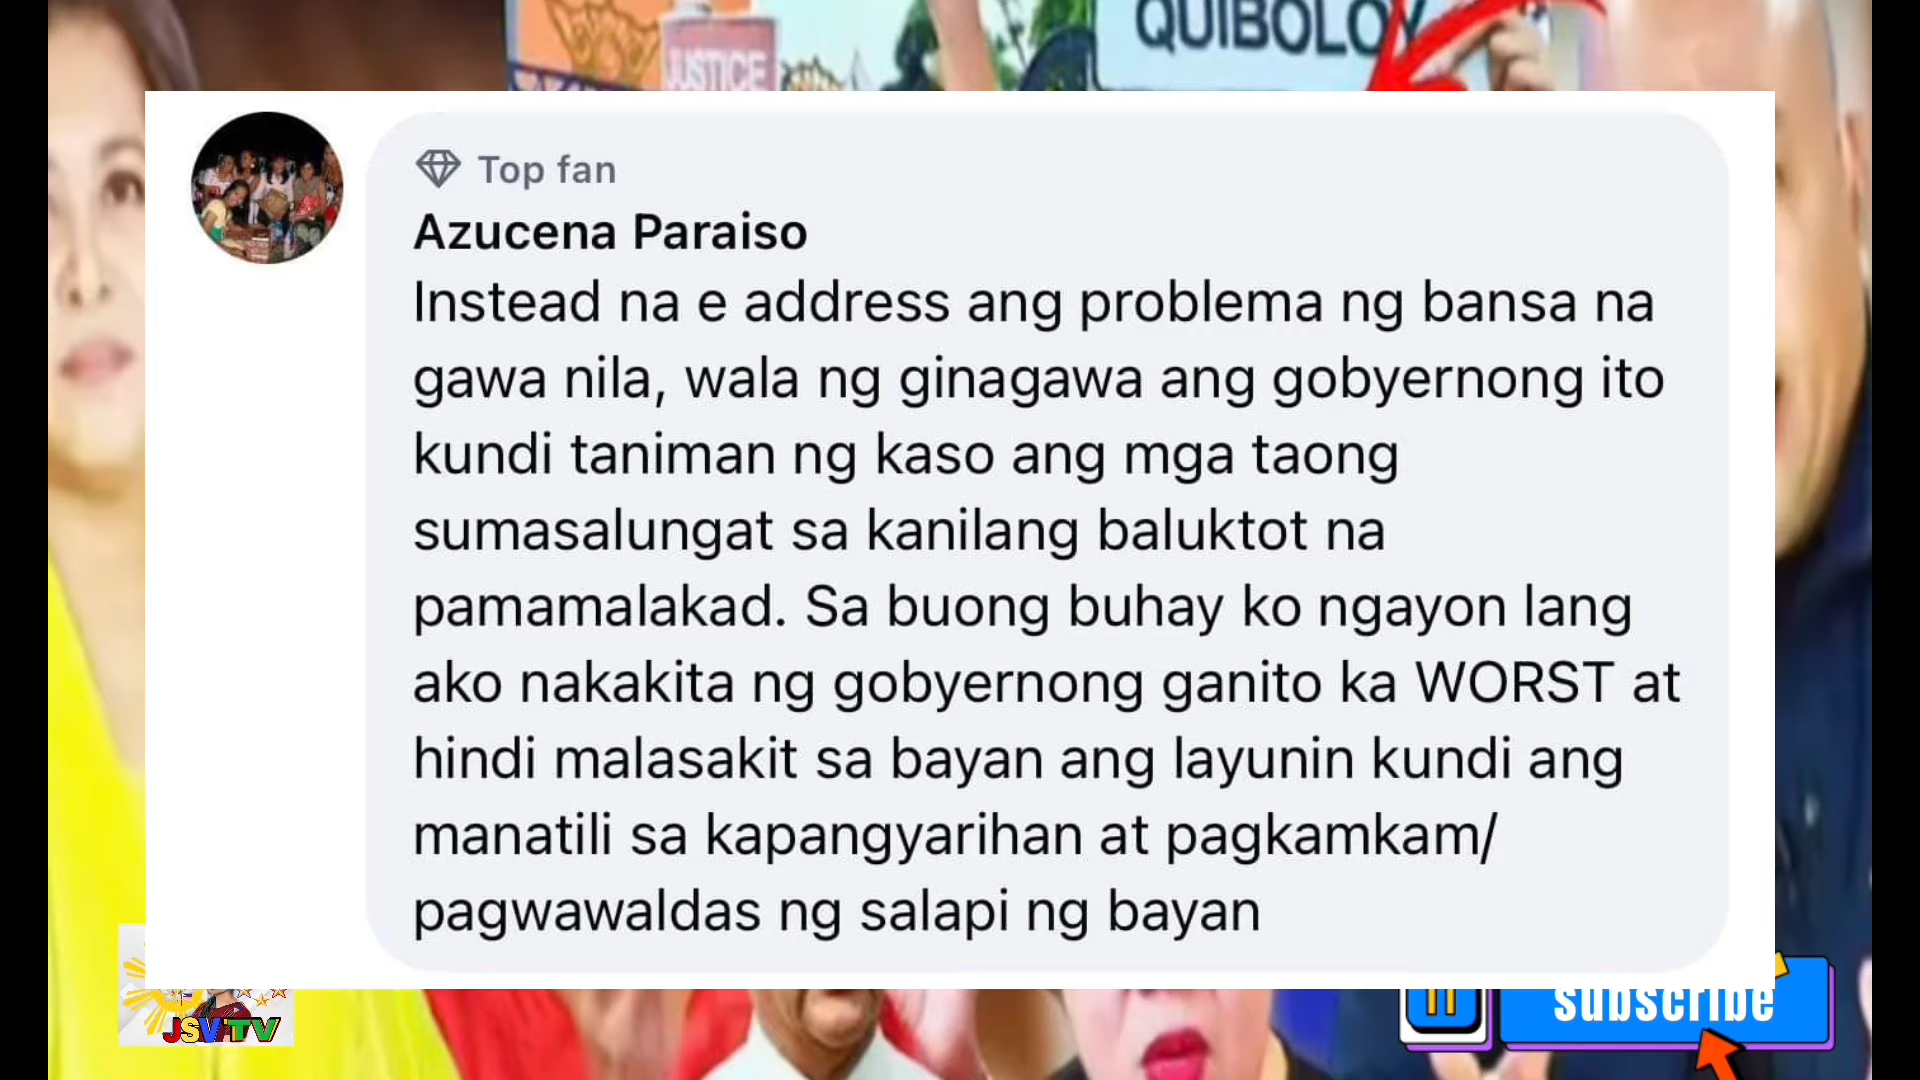 QUIBOLOY
JUSTICE
Top fan
Azucena Paraiso
Instead na e address ang problema ng bansa na
gawa nila, wala ng ginagawa ang gobyernong ito
kundi taniman ng kaso ang mga taong
sumasalungat sa kanilang baluktot na
pamamalakad. Sa buong buhay ko ngayon lang
ako nakakita ng gobyernong ganito ka WORST at
hindi malasakit sa bayan ang layunin kundi ang
manatili sa kapangyarihan at pagkamkam/
pagwawaldas ng salapi ng bayan
JSV TV
subscribe